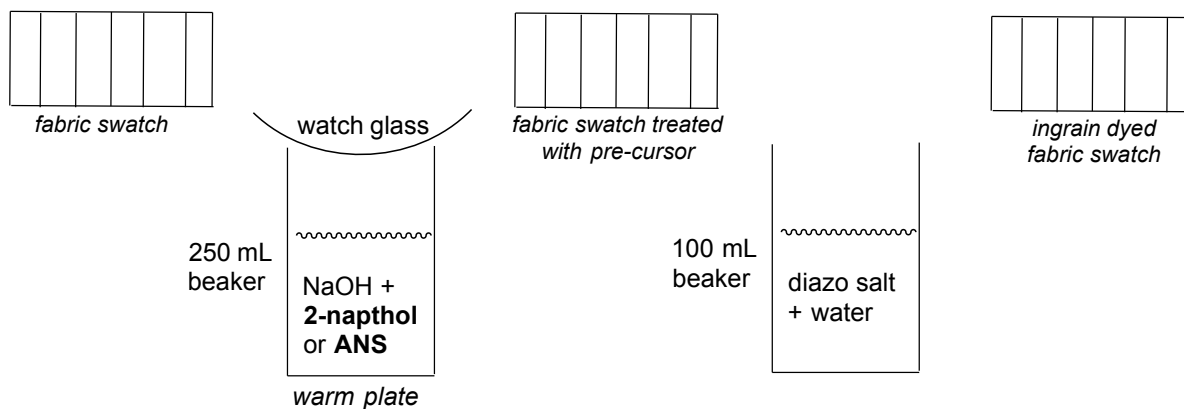 fabric swatch
watch glass
fabric swatch treated
with pre-cursor
ingrain dyed
fabric swatch
250 mL
beaker
NaOH +
2-napthol
or ANS
warm plate
100 mL
beaker
diazo salt
+ water